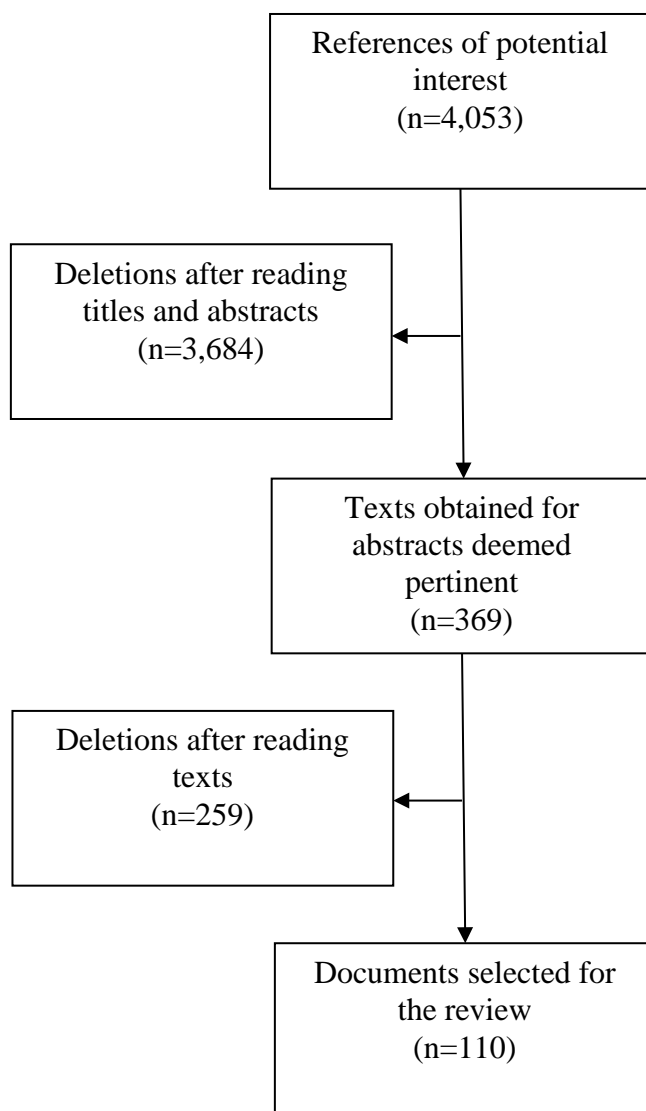 References of potential
interest
(n=4,053)
Deletions after reading
titles and abstracts
(n=3,684)
Texts obtained for
abstracts deemed
pertinent
(n=369)
Deletions after reading
texts
(n=259)
Documents selected for
the review
(n=110)